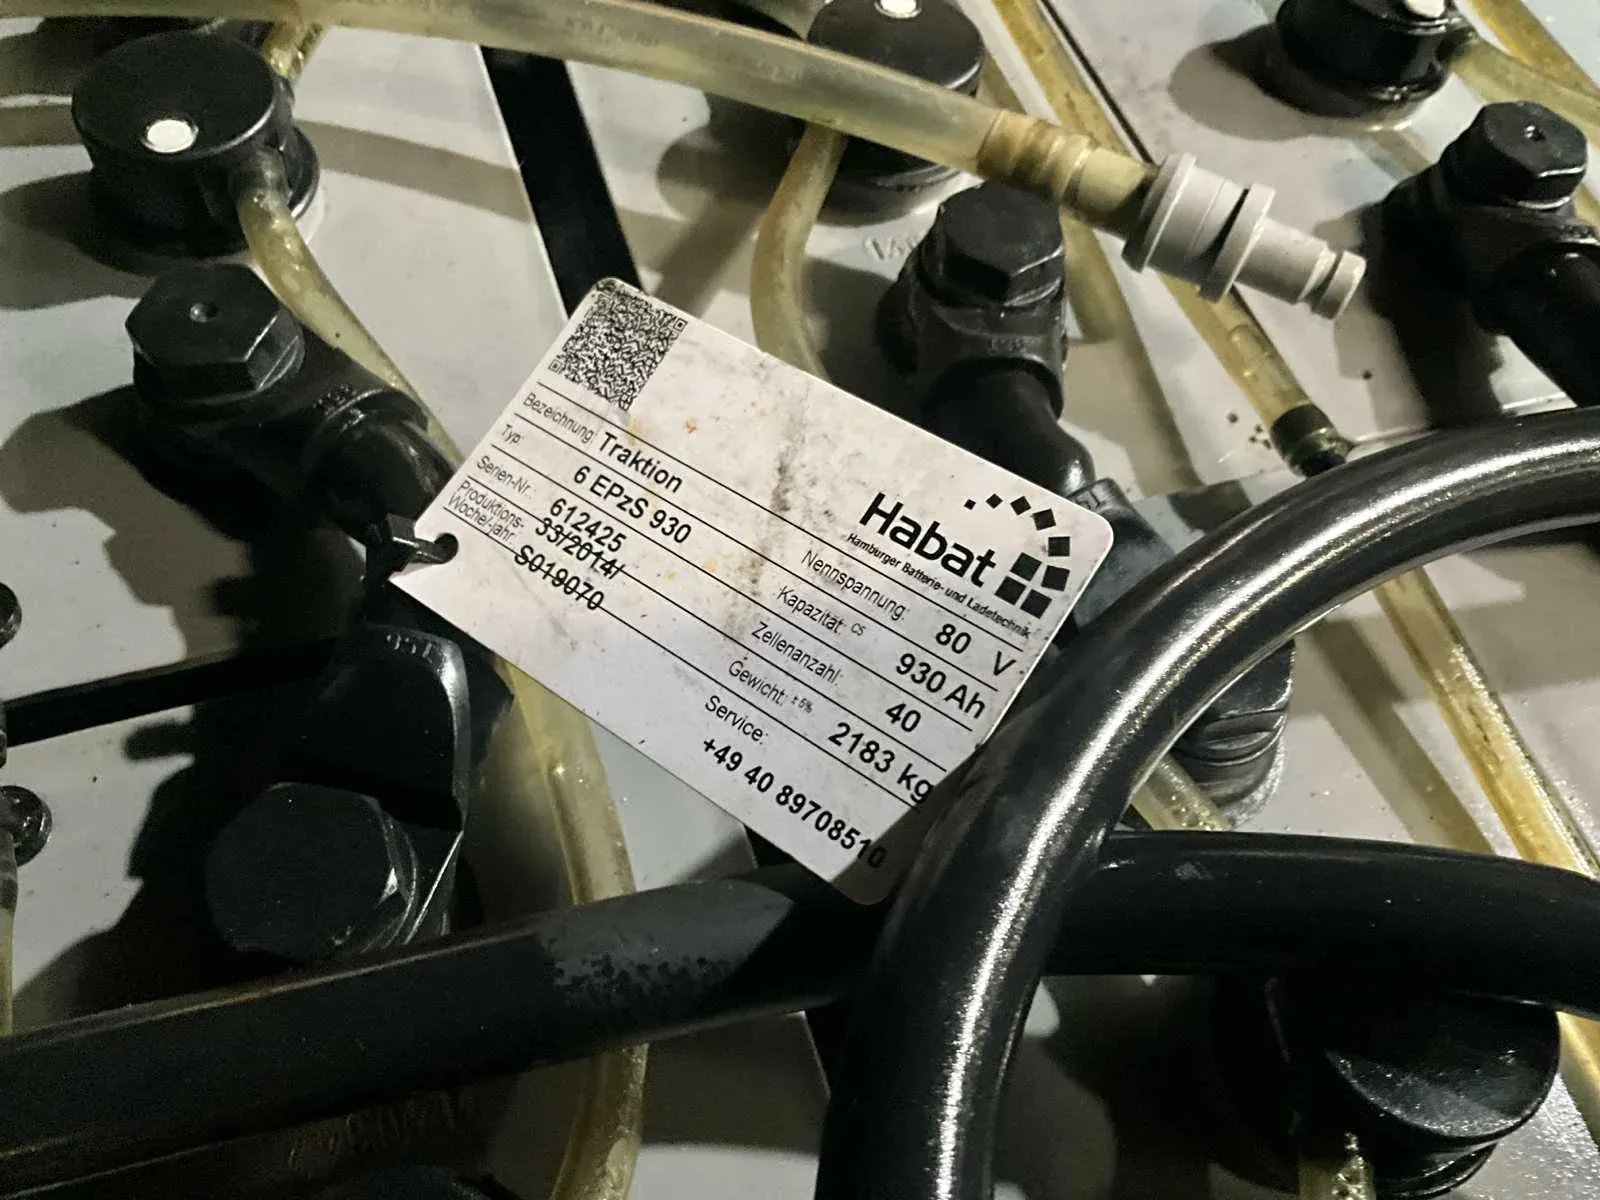 Bezeichnung: Traktion
Typ: 6 EPzS 930
Serien-Nr.: 612425
Produktions-Woche/Jahr: 33/2014/
S019070
Habat
Hamburger Batterie- und Ladetechnik
Nennspannung: 80 V
Kapazität: C5 930 Ah
Zellenanzahl: 40
Gewicht: ± 5% 2183 kg
Service:
+49 40 89708510